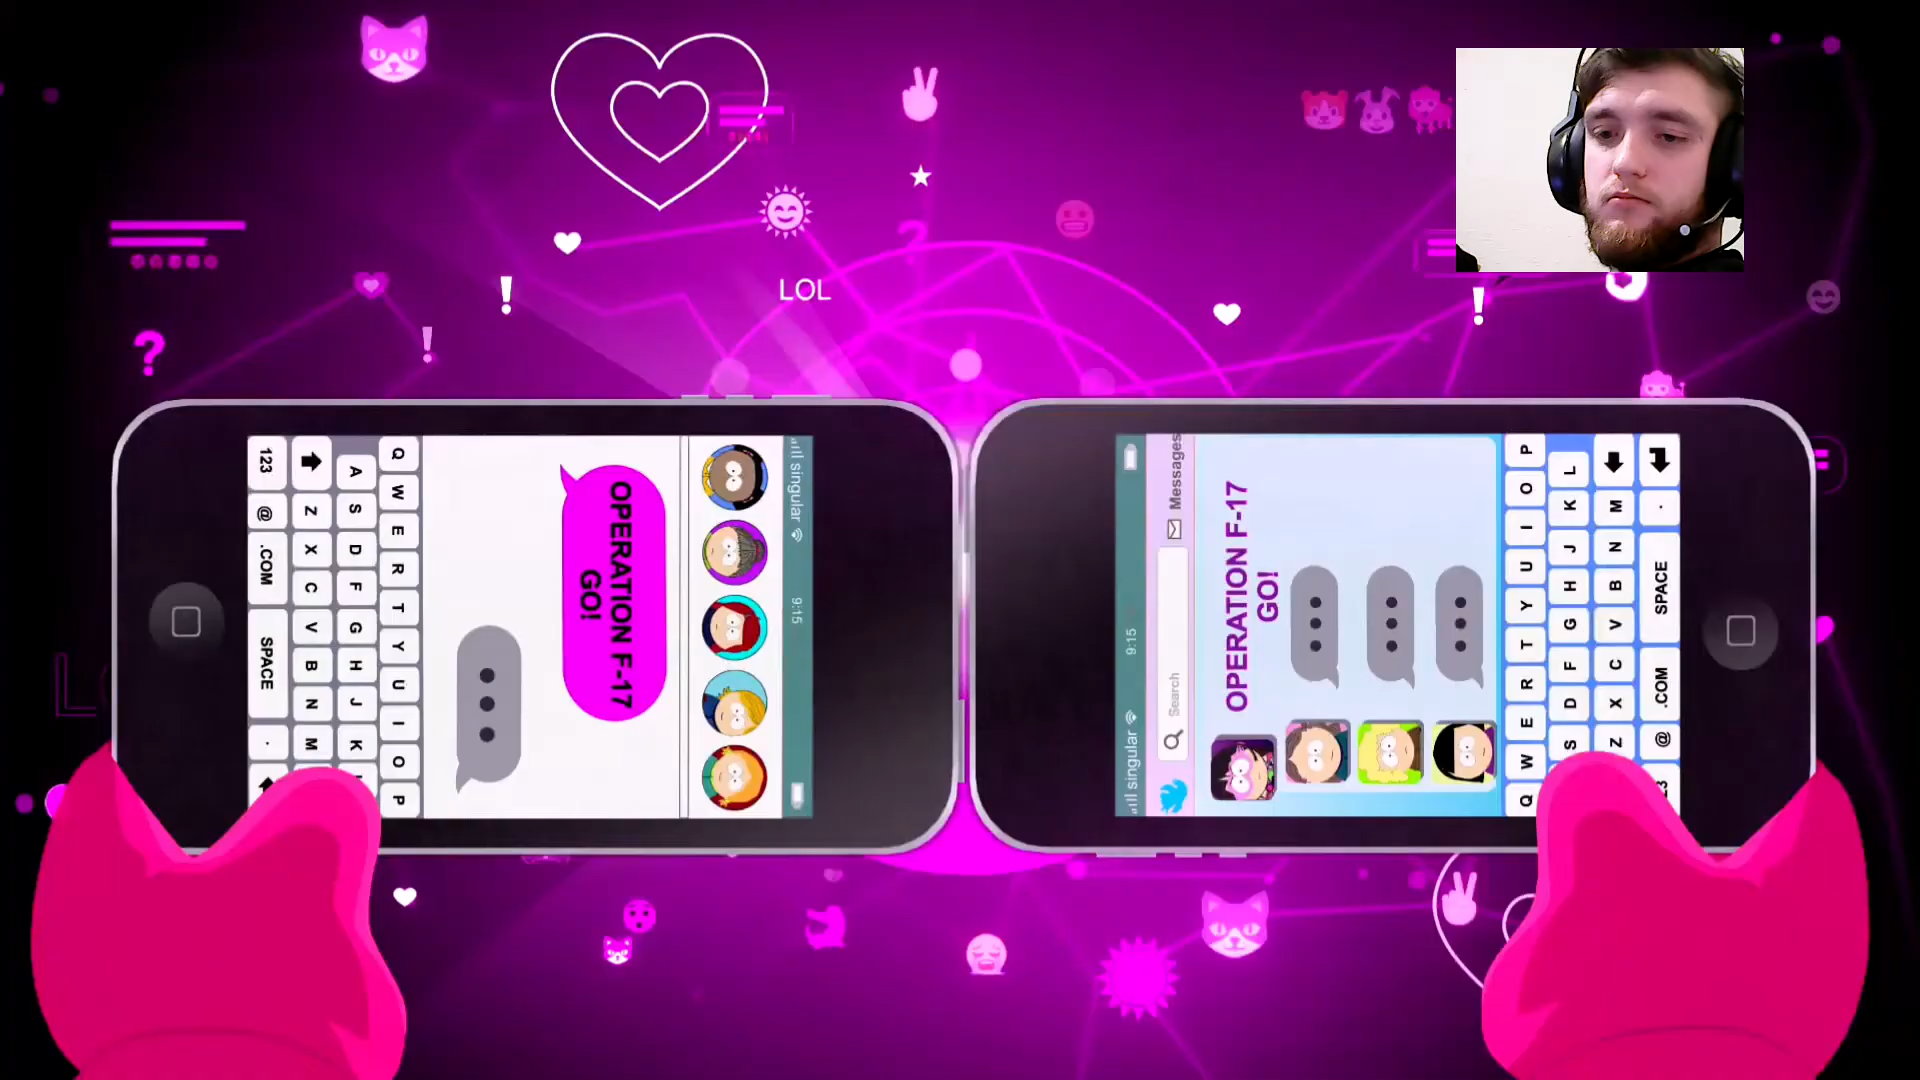 LOL
singular
9:15
OPERATION F-17
GO!
Q W E R T Y U I O P
A S D F G H J K
Z X C V B N M
123 @ .COM SPACE .
singular 9:15
Messages
Search
OPERATION F-17
GO!
Q W E R T Y U I O P
S D F G H J K L
Z X C V B N M
@ .COM SPACE .